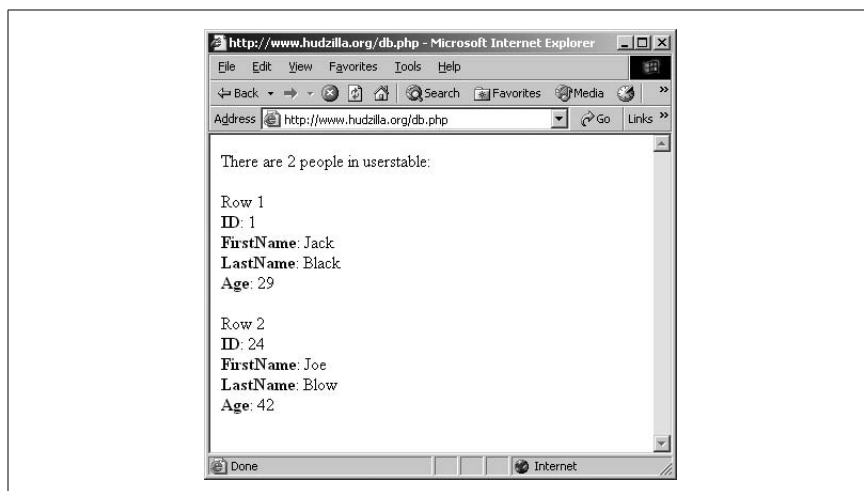 http://www.hudzilla.org/db.php - Microsoft Internet Explorer
File Edit View Favorites Tools Help
Back Search Favorites Media »
Address http://www.hudzilla.org/db.php Go Links »
There are 2 people in userstable:
Row 1
ID: 1
FirstName: Jack
LastName: Black
Age: 29
Row 2
ID: 24
FirstName: Joe
LastName: Blow
Age: 42
Done Internet